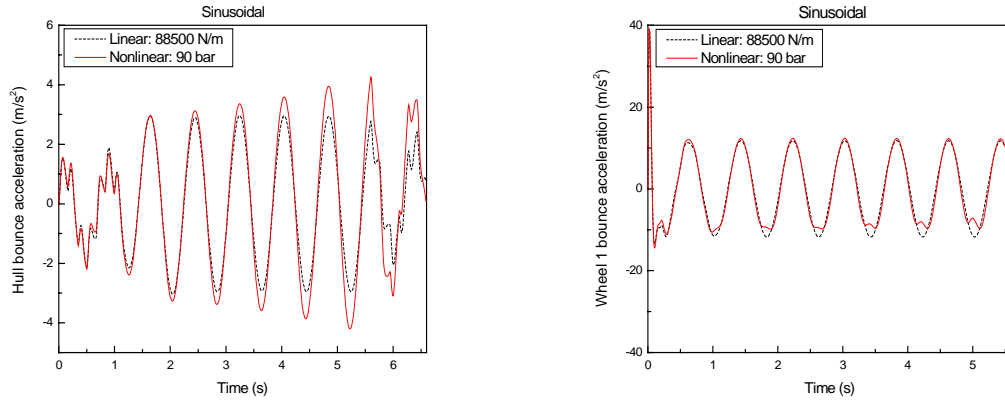 Sinusoidal
Linear: 88500 N/m
Nonlinear: 90 bar
Hull bounce acceleration (m/s²)
6
4
2
0
-2
-4
0 1 2 3 4 5 6
Time (s)
Sinusoidal
Linear: 88500 N/m
Nonlinear: 90 bar
Wheel 1 bounce acceleration (m/s²)
40
20
0
-20
-40
0 1 2 3 4 5
Time (s)